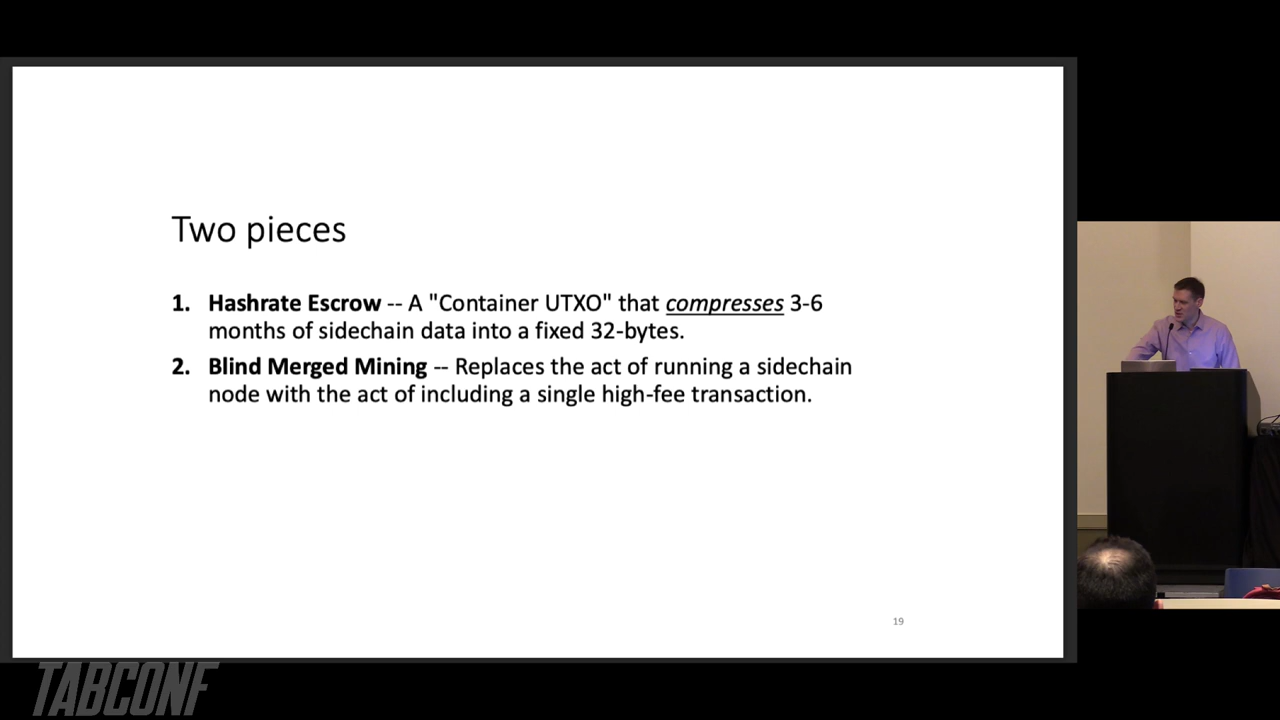 Two pieces
1. Hashrate Escrow -- A "Container UTXO" that compresses 3-6
months of sidechain data into a fixed 32-bytes.
2. Blind Merged Mining -- Replaces the act of running a sidechain
node with the act of including a single high-fee transaction.
19
TABCONF